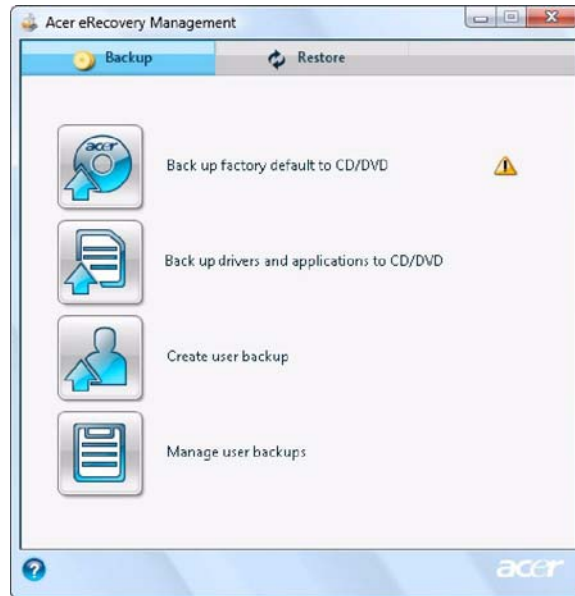 Acer eRecovery Management
Backup
Restore
acer
Back up factory default to CD/DVD
Back up drivers and applications to CD/DVD
Create user backup
Manage user backups
?
acer